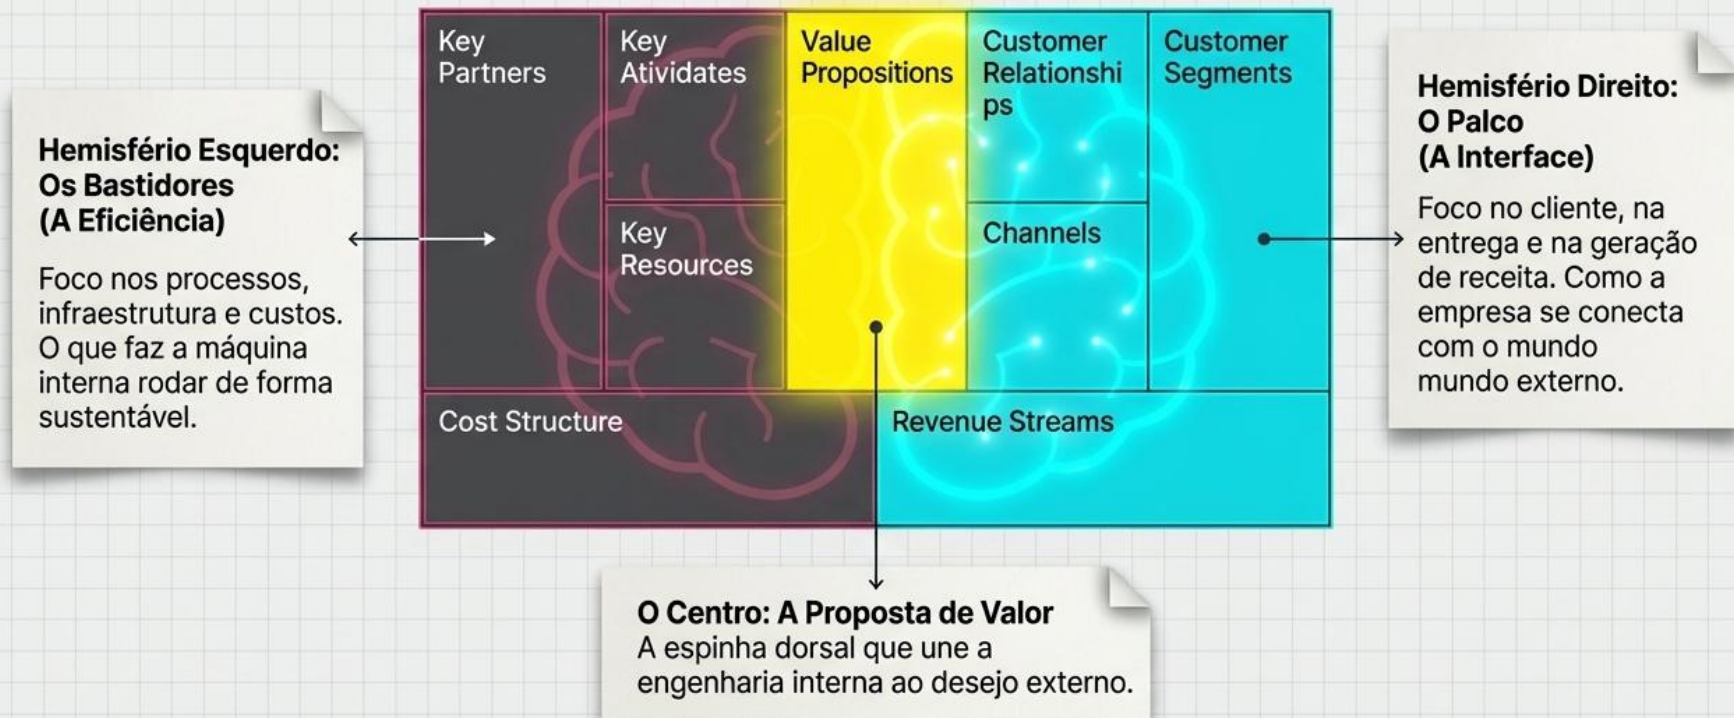 Key
Partners
Key
Atividates
Value
Propositions
Customer
Relationshi
ps
Customer
Segments
Key
Resources
Channels
Cost Structure
Revenue Streams
Hemisfério Esquerdo:
Os Bastidores
(A Eficiência)
Foco nos processos,
infraestrutura e custos.
O que faz a máquina
interna rodar de forma
sustentável.
Hemisfério Direito:
O Palco
(A Interface)
Foco no cliente, na
entrega e na geração
de receita. Como a
empresa se conecta
com o mundo
mundo externo.
O Centro: A Proposta de Valor
A espinha dorsal que une a
engenharia interna ao desejo externo.